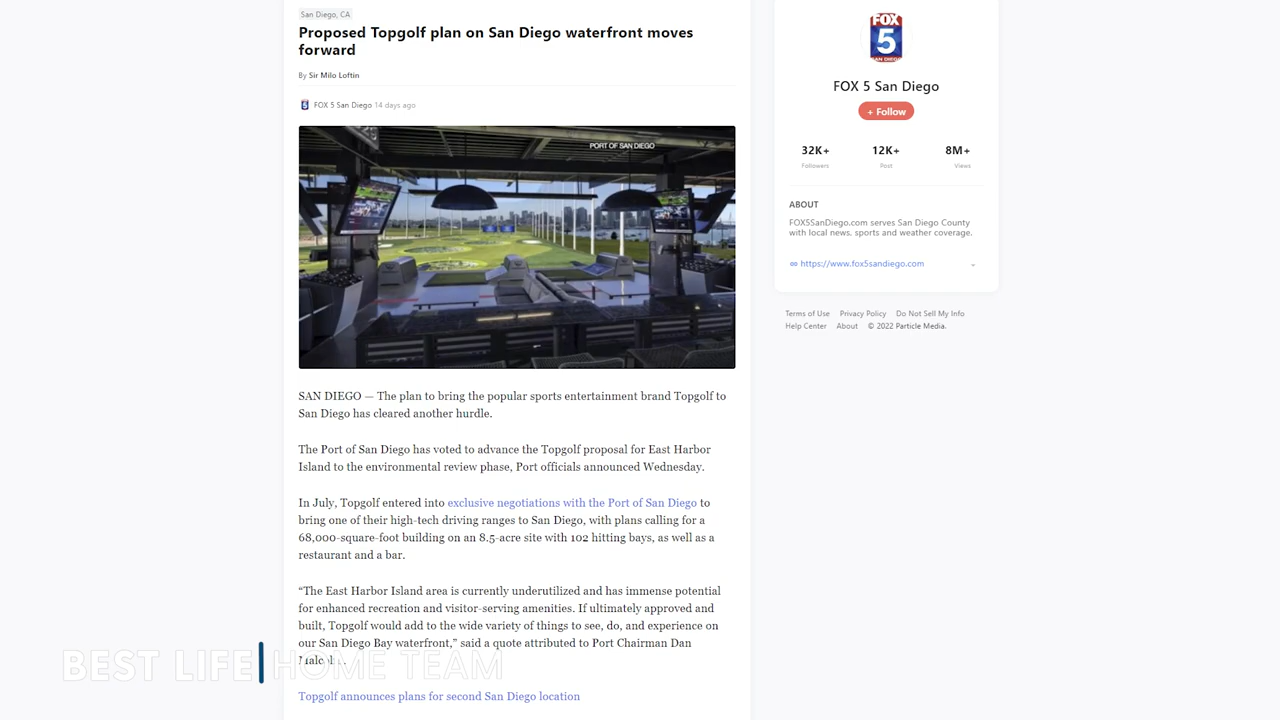 San Diego, CA
Proposed Topgolf plan on San Diego waterfront moves
forward
By Sir Milo Loftin
FOX 5 San Diego 14 days ago
PORT OF SAN DIEGO
SAN DIEGO — The plan to bring the popular sports entertainment brand Topgolf to
San Diego has cleared another hurdle.
The Port of San Diego has voted to advance the Topgolf proposal for East Harbor
Island to the environmental review phase, Port officials announced Wednesday.
In July, Topgolf entered into exclusive negotiations with the Port of San Diego to
bring one of their high-tech driving ranges to San Diego, with plans calling for a
68,000-square-foot building on an 8.5-acre site with 102 hitting bays, as well as a
restaurant and a bar.
“The East Harbor Island area is currently underutilized and has immense potential
for enhanced recreation and visitor-serving amenities. If ultimately approved and
built, Topgolf would add to the wide variety of things to see, do, and experience on
our San Diego Bay waterfront,” said a quote attributed to Port Chairman Dan
BEST LIFE HOME TEAM
Topgolf announces plans for second San Diego location
FOX
5
SAN DIEGO
FOX 5 San Diego
+ Follow
32K+ 12K+ 8M+
Followers Post Views
ABOUT
FOX5SanDiego.com serves San Diego County
with local news, sports and weather coverage.
https://www.fox5sandiego.com
Terms of Use Privacy Policy Do Not Sell My Info
Help Center About © 2022 Particle Media.